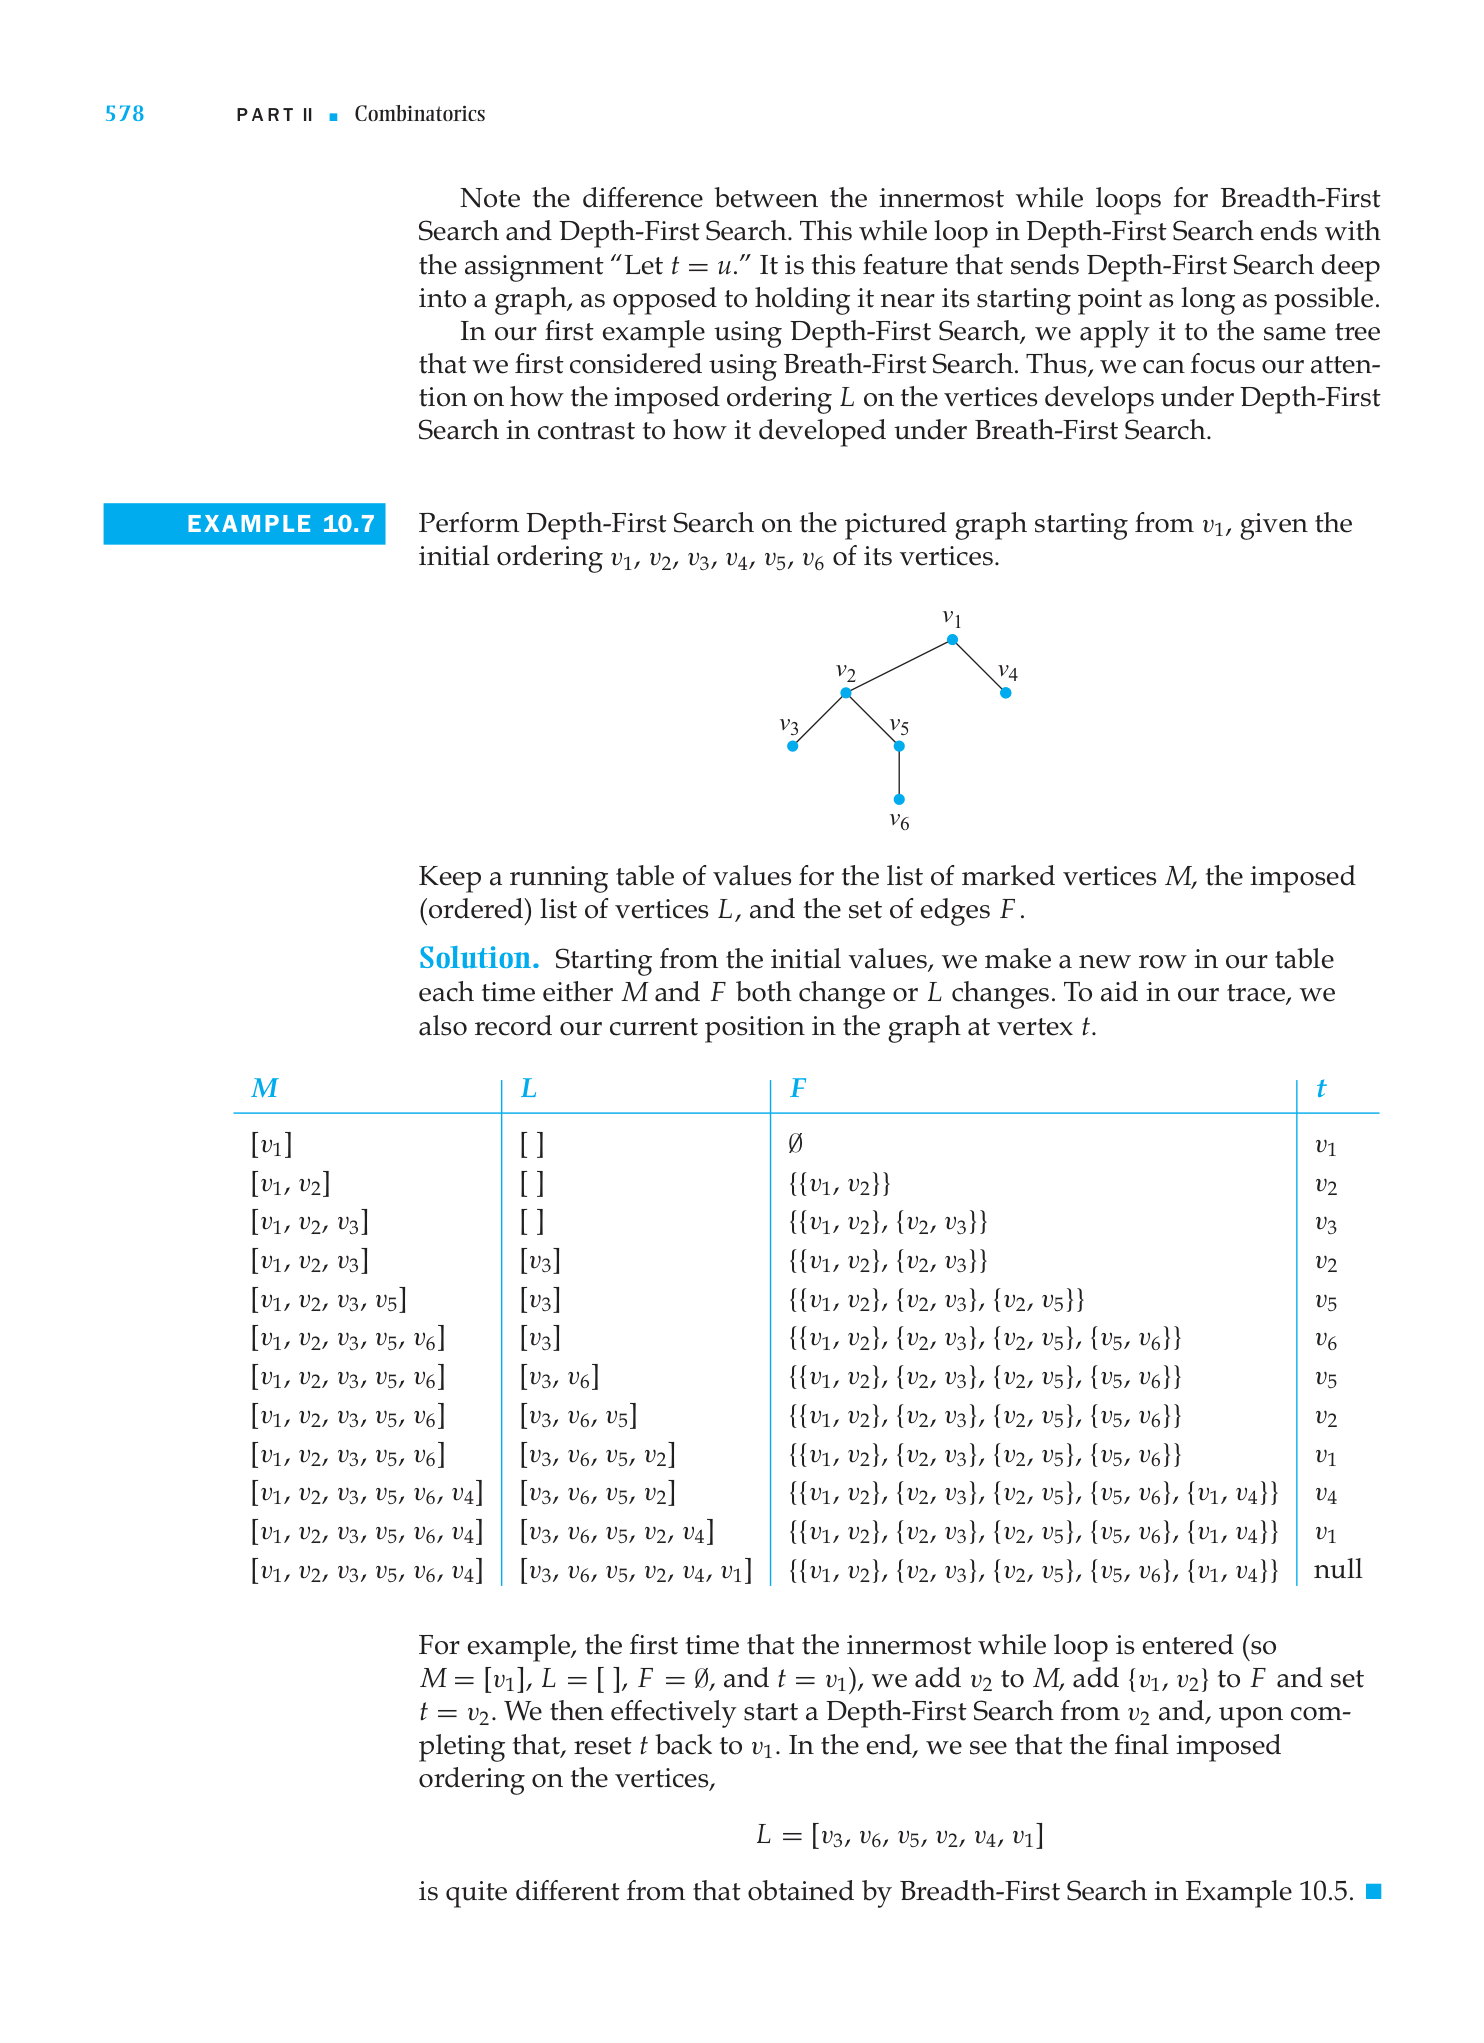 578 PART II ■ Combinatorics
Note the difference between the innermost while loops for Breadth-First
Search and Depth-First Search. This while loop in Depth-First Search ends with
the assignment “Let t = u.” It is this feature that sends Depth-First Search deep
into a graph, as opposed to holding it near its starting point as long as possible.
In our first example using Depth-First Search, we apply it to the same tree
that we first considered using Breath-First Search. Thus, we can focus our atten-
tion on how the imposed ordering L on the vertices develops under Depth-First
Search in contrast to how it developed under Breath-First Search.
EXAMPLE 10.7 Perform Depth-First Search on the pictured graph starting from v₁, given the
initial ordering v₁, v₂, v₃, v₄, v₅, v₆ of its vertices.
v₁
v₂ v₄
v₃ v₅
v₆
Keep a running table of values for the list of marked vertices M, the imposed
(ordered) list of vertices L, and the set of edges F.
Solution. Starting from the initial values, we make a new row in our table
each time either M and F both change or L changes. To aid in our trace, we
also record our current position in the graph at vertex t.
M L F t
[v₁] [ ] ∅ v₁
[v₁, v₂] [ ] {{v₁, v₂}} v₂
[v₁, v₂, v₃] [ ] {{v₁, v₂}, {v₂, v₃}} v₃
[v₁, v₂, v₃] [v₃] {{v₁, v₂}, {v₂, v₃}} v₂
[v₁, v₂, v₃, v₅] [v₃] {{v₁, v₂}, {v₂, v₃}, {v₂, v₅}} v₅
[v₁, v₂, v₃, v₅, v₆] [v₃] {{v₁, v₂}, {v₂, v₃}, {v₂, v₅}, {v₅, v₆}} v₆
[v₁, v₂, v₃, v₅, v₆] [v₃, v₆] {{v₁, v₂}, {v₂, v₃}, {v₂, v₅}, {v₅, v₆}} v₅
[v₁, v₂, v₃, v₅, v₆] [v₃, v₆, v₅] {{v₁, v₂}, {v₂, v₃}, {v₂, v₅}, {v₅, v₆}} v₂
[v₁, v₂, v₃, v₅, v₆] [v₃, v₆, v₅, v₂] {{v₁, v₂}, {v₂, v₃}, {v₂, v₅}, {v₅, v₆}} v₁
[v₁, v₂, v₃, v₅, v₆, v₄] [v₃, v₆, v₅, v₂] {{v₁, v₂}, {v₂, v₃}, {v₂, v₅}, {v₅, v₆}, {v₁, v₄}} v₄
[v₁, v₂, v₃, v₅, v₆, v₄] [v₃, v₆, v₅, v₂, v₄] {{v₁, v₂}, {v₂, v₃}, {v₂, v₅}, {v₅, v₆}, {v₁, v₄}} v₁
[v₁, v₂, v₃, v₅, v₆, v₄] [v₃, v₆, v₅, v₂, v₄, v₁] {{v₁, v₂}, {v₂, v₃}, {v₂, v₅}, {v₅, v₆}, {v₁, v₄}} null
For example, the first time that the innermost while loop is entered (so
M = [v₁], L = [ ], F = ∅, and t = v₁), we add v₂ to M, add {v₁, v₂} to F and set
t = v₂. We then effectively start a Depth-First Search from v₂ and, upon com-
pleting that, reset t back to v₁. In the end, we see that the final imposed
ordering on the vertices,
L = [v₃, v₆, v₅, v₂, v₄, v₁]
is quite different from that obtained by Breadth-First Search in Example 10.5. ■